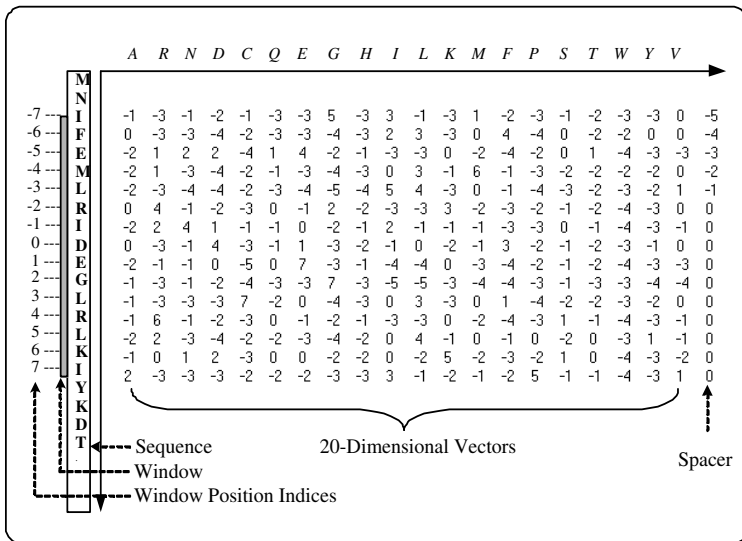 A R N D C Q E G H I L K M F P S T W Y V
M
N
-7 I -1 -3 -1 -2 -1 -3 -3 5 -3 3 -1 -3 1 -2 -3 -1 -2 -3 -3 0 -5
-6 F 0 -3 -3 -4 -2 -3 -3 -4 -3 2 3 -3 0 4 -4 0 -2 -2 0 0 -4
-5 E -2 1 2 2 -4 1 4 -2 -1 -3 -3 0 -2 -4 -2 0 1 -4 -3 -3 -3
-4 M -2 1 -3 -4 -2 -1 -3 -4 -3 0 3 -1 6 -1 -3 -2 -2 -2 -2 0 -2
-3 L -2 -3 -4 -4 -2 -3 -4 -5 -4 5 4 -3 0 -1 -4 -3 -2 -3 -2 1 -1
-2 R 0 4 -1 -2 -3 0 -1 2 -2 -3 -3 3 -2 -3 -2 -1 -2 -4 -3 0 0
-1 I -2 2 4 1 -1 -1 0 -2 -1 2 -1 -1 -1 -3 -3 0 -1 -4 -3 -1 0
0 D 0 -3 -1 4 -3 -1 1 -3 -2 -1 0 -2 -1 3 -2 -1 -2 -3 -1 0 0
1 E -2 -1 -1 0 -5 0 7 -3 -1 -4 -4 0 -3 -4 -2 -1 -2 -4 -3 -3 0
2 G -1 -3 -1 -2 -4 -3 -3 7 -3 -5 -5 -3 -4 -4 -3 -1 -3 -3 -4 -4 0
3 L -1 -3 -3 -3 7 -2 0 -4 -3 0 3 -3 0 1 -4 -2 -2 -3 -2 0 0
4 R -1 6 -1 -2 -3 0 -1 -2 -1 -3 -3 0 -2 -4 -3 1 -1 -4 -3 -1 0
5 L -2 2 -3 -4 -2 -2 -3 -4 -2 0 4 -1 0 -1 0 -2 0 -3 1 -1 0
6 K -1 0 1 2 -3 0 0 -2 -2 -2 -2 5 -2 -3 -2 1 0 -4 -3 -2 0
7 I 2 -3 -3 -3 -2 -2 -2 -3 -3 3 -1 -2 -1 -2 5 -1 -1 -4 -3 1 0
Y
K
D
T
Sequence
Window
Window Position Indices
20-Dimensional Vectors
Spacer